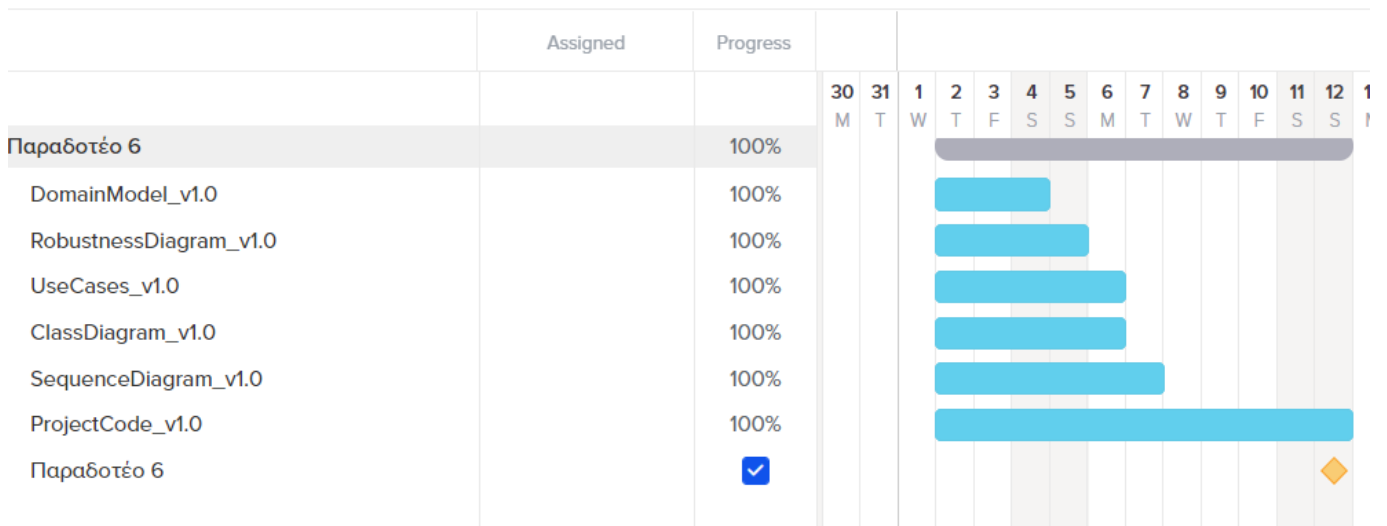 Assigned Progress
30 31 1 2 3 4 5 6 7 8 9 10 11 12 1
M T W T F S S M T W T F S S
Παραδοτέο 6 100%
DomainModel_v1.0 100%
RobustnessDiagram_v1.0 100%
UseCases_v1.0 100%
ClassDiagram_v1.0 100%
SequenceDiagram_v1.0 100%
ProjectCode_v1.0 100%
Παραδοτέο 6